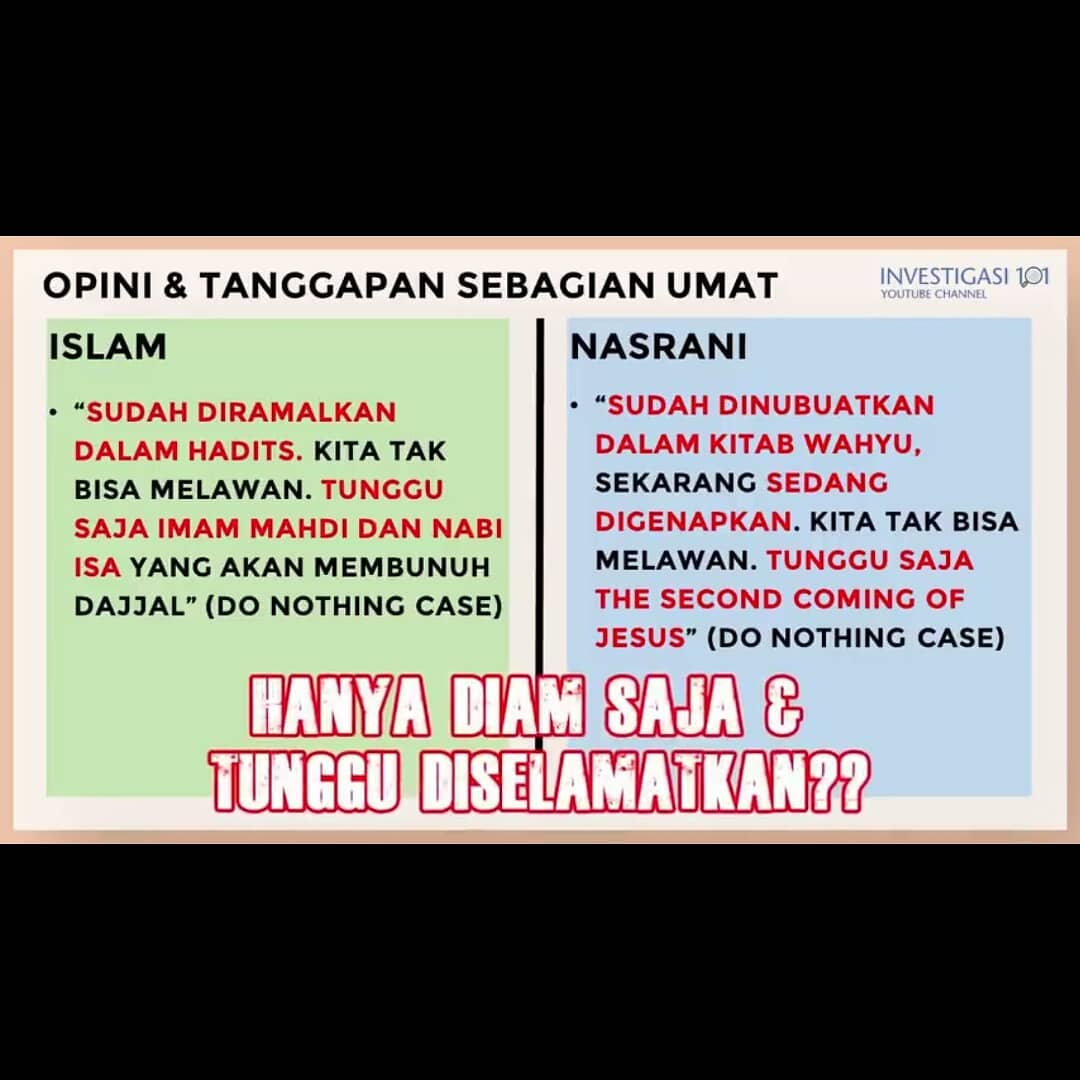 OPINI & TANGGAPAN SEBAGIAN UMAT
INVESTIGASI 101
YOUTUBE CHANNEL
ISLAM
• “SUDAH DIRAMALKAN
DALAM HADITS. KITA TAK
BISA MELAWAN. TUNGGU
SAJA IMAM MAHDI DAN NABI
ISA YANG AKAN MEMBUNUH
DAJJAL” (DO NOTHING CASE)
NASRANI
• “SUDAH DINUBUATKAN
DALAM KITAB WAHYU,
SEKARANG SEDANG
DIGENAPKAN. KITA TAK BISA
MELAWAN. TUNGGU SAJA
THE SECOND COMING OF
JESUS” (DO NOTHING CASE)
HANYA DIAM SAJA &
TUNGGU DISELAMATKAN??